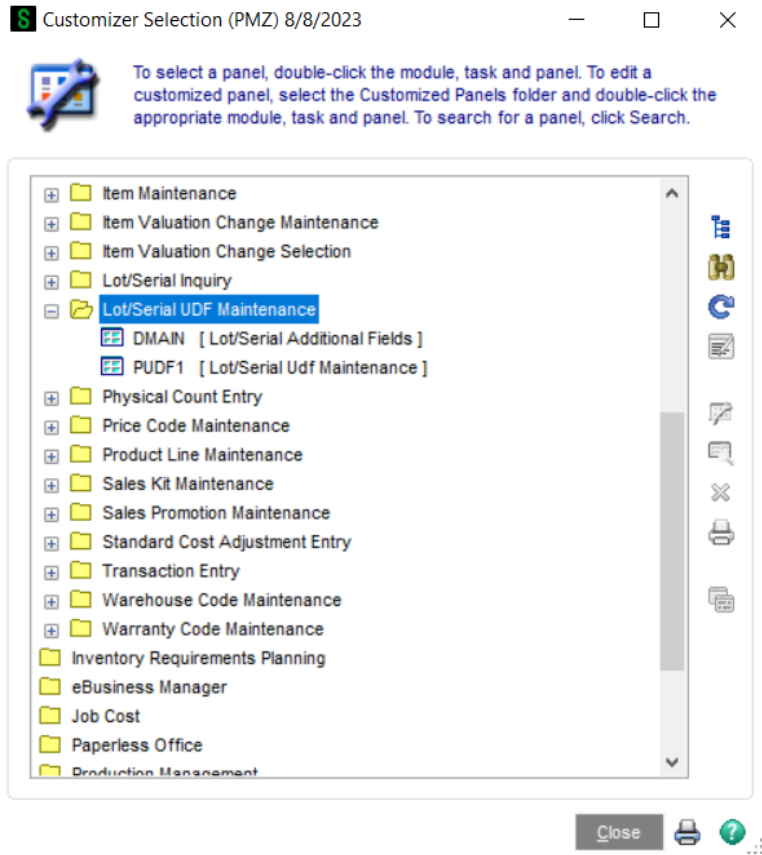 S Customizer Selection (PMZ) 8/8/2023
To select a panel, double-click the module, task and panel. To edit a
customized panel, select the Customized Panels folder and double-click the
appropriate module, task and panel. To search for a panel, click Search.
Item Maintenance
Item Valuation Change Maintenance
Item Valuation Change Selection
Lot/Serial Inquiry
Lot/Serial UDF Maintenance
DMAIN [ Lot/Serial Additional Fields ]
PUDF1 [ Lot/Serial Udf Maintenance ]
Physical Count Entry
Price Code Maintenance
Product Line Maintenance
Sales Kit Maintenance
Sales Promotion Maintenance
Standard Cost Adjustment Entry
Transaction Entry
Warehouse Code Maintenance
Warranty Code Maintenance
Inventory Requirements Planning
eBusiness Manager
Job Cost
Paperless Office
Production Management
Close